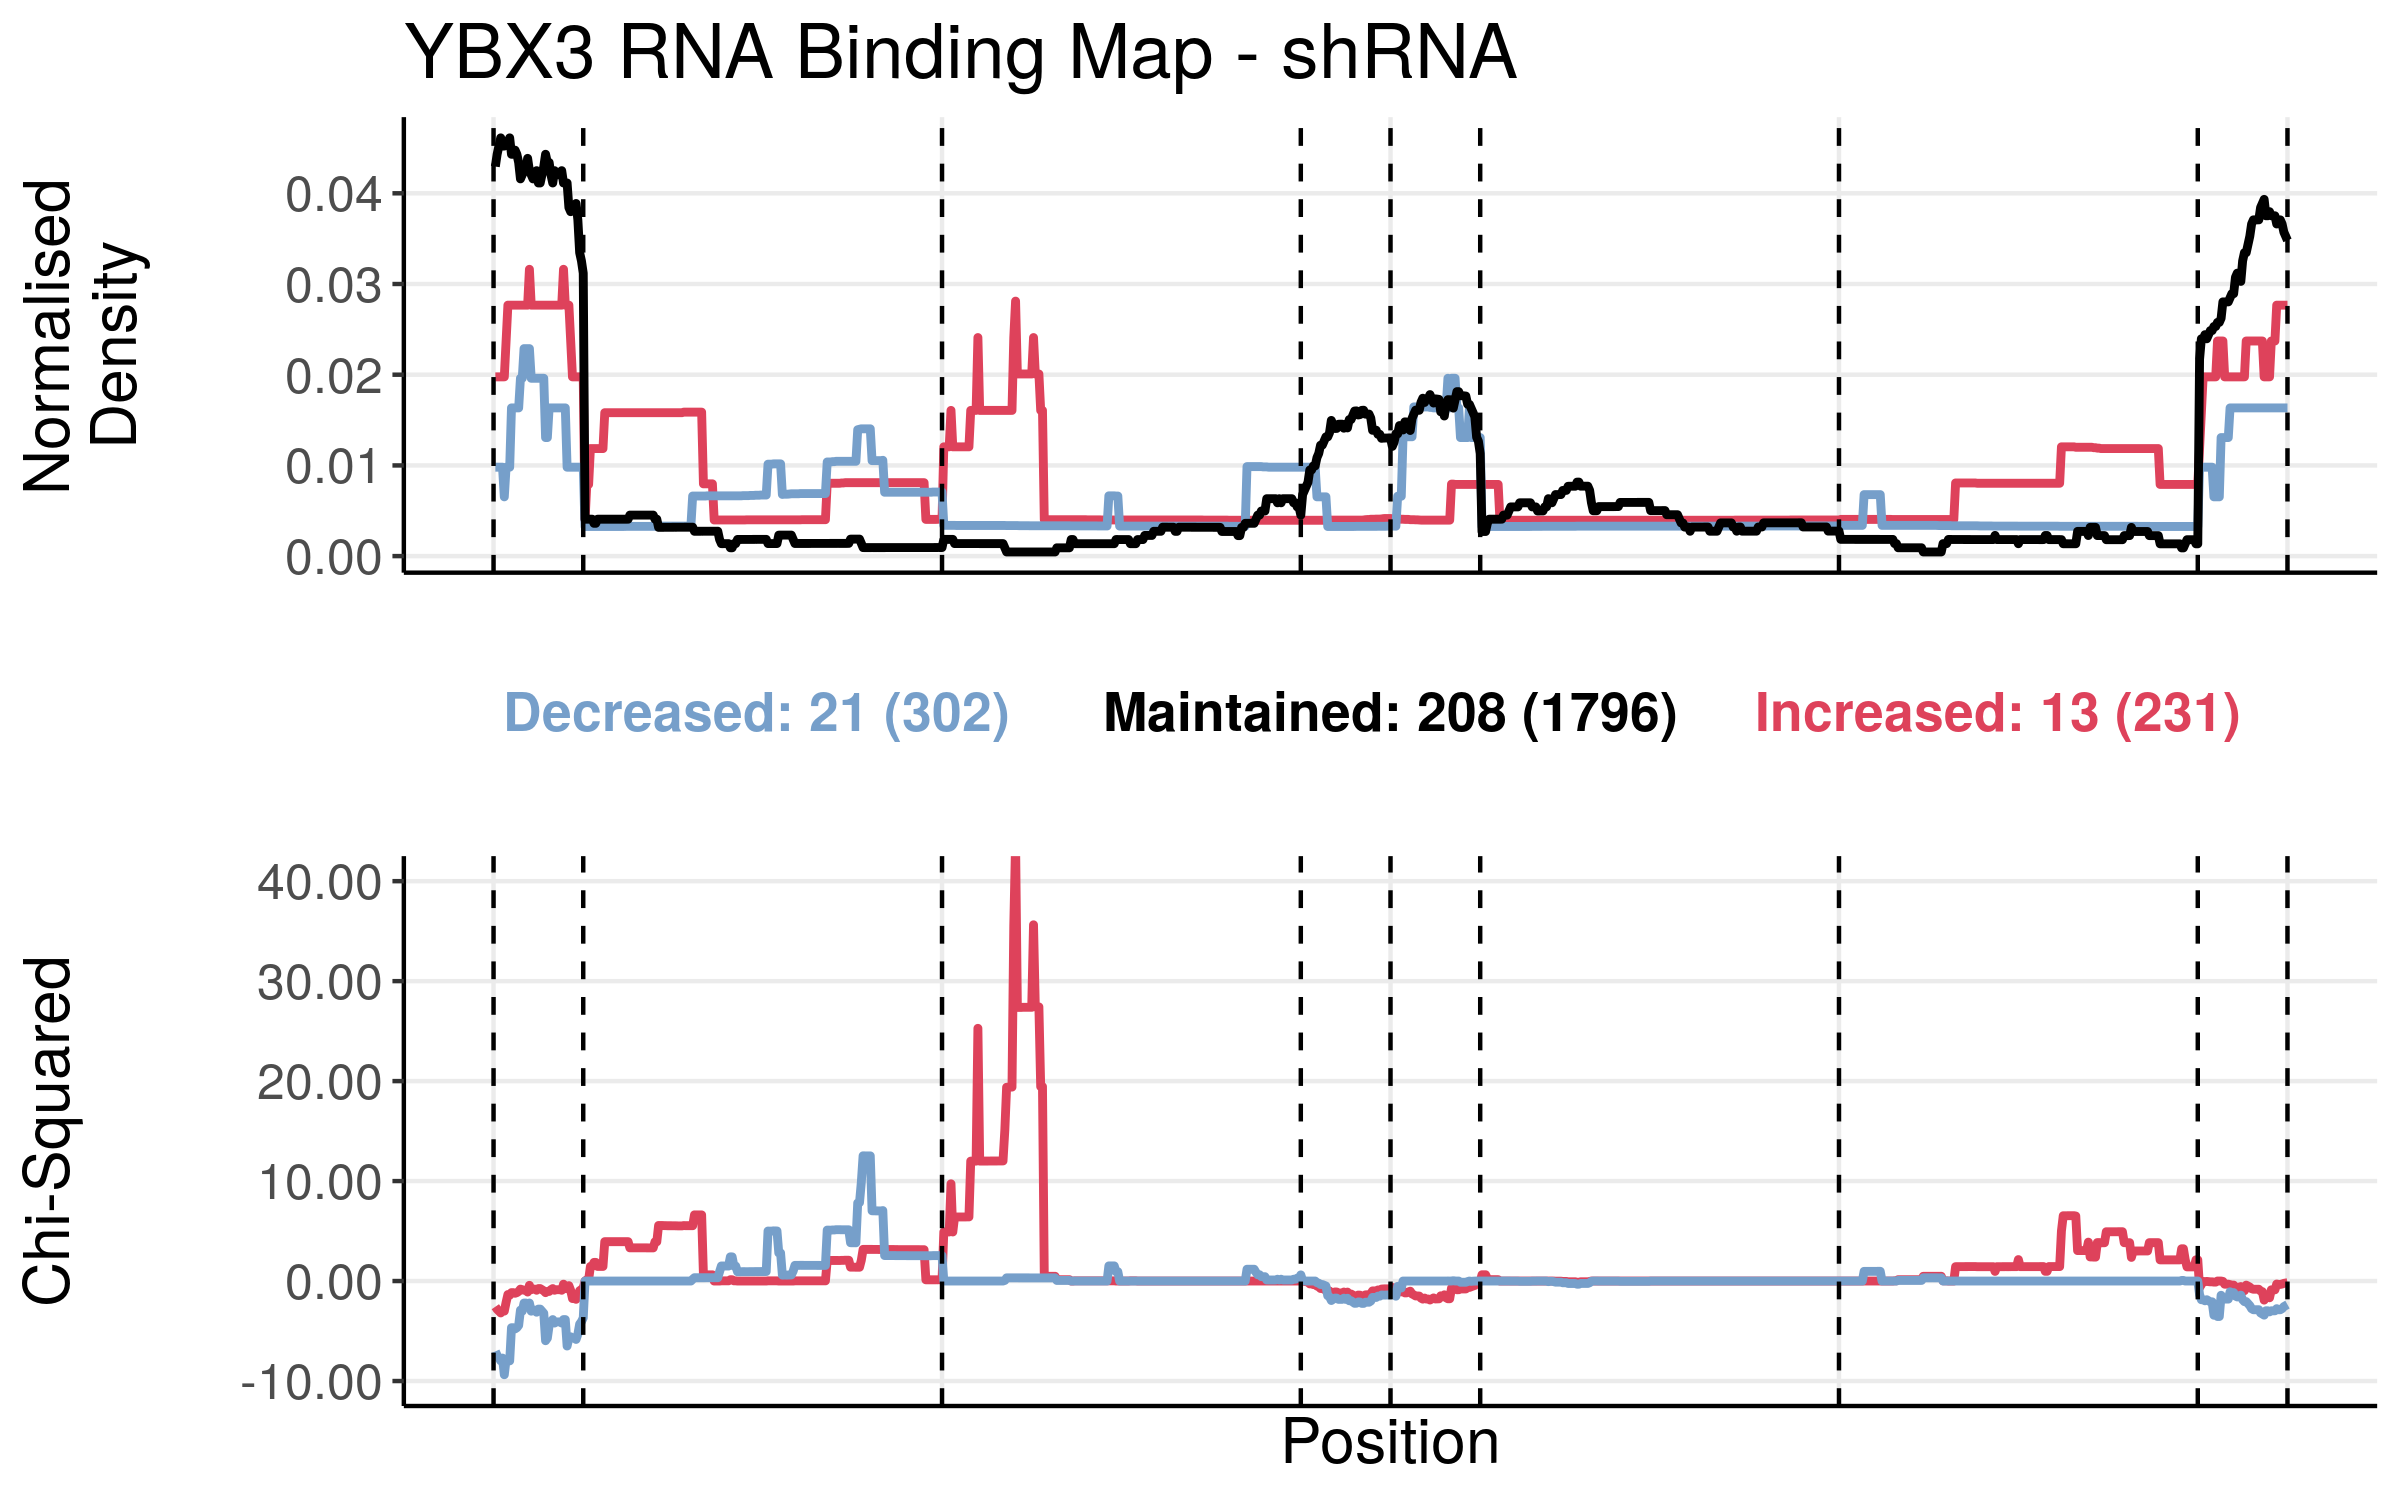 YBX3 RNA Binding Map - shRNA
Normalised
Density
0.04
0.03
0.02
0.01
0.00
Decreased: 21 (302)
Maintained: 208 (1796)
Increased: 13 (231)
Chi-Squared
40.00
30.00
20.00
10.00
0.00
-10.00
Position